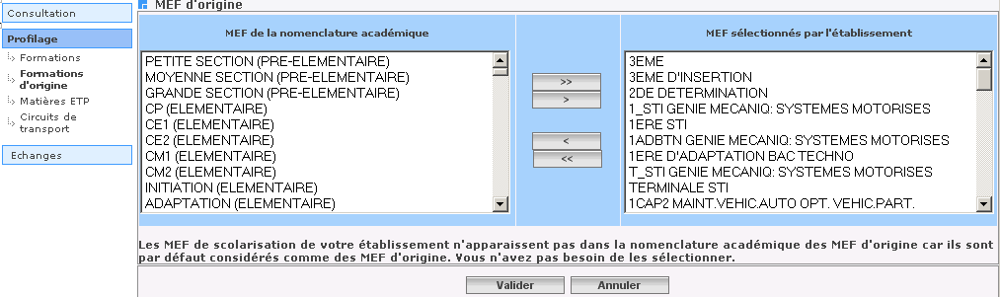 Consultation
Profilage
Formations
Formations
d'origine
Matières ETP
Circuits de
transport
Echanges
MEF d'origine
MEF de la nomenclature académique
PETITE SECTION (PRE-ELEMENTAIRE)
MOYENNE SECTION (PRE-ELEMENTAIRE)
GRANDE SECTION (PRE-ELEMENTAIRE)
CP (ELEMENTAIRE)
CE1 (ELEMENTAIRE)
CE2 (ELEMENTAIRE)
CM1 (ELEMENTAIRE)
CM2 (ELEMENTAIRE)
INITIATION (ELEMENTAIRE)
ADAPTATION (ELEMENTAIRE)
>>
>
<
<<
MEF sélectionnés par l'établissement
3EME
3EME D'INSERTION
2DE DETERMINATION
1_STI GENIE MECANIQ: SYSTEMES MOTORISES
1ERE STI
1ADBTN GENIE MECANIQ: SYSTEMES MOTORISES
1ERE D'ADAPTATION BAC TECHNO
T_STI GENIE MECANIQ: SYSTEMES MOTORISES
TERMINALE STI
1CAP2 MAINT.VEHIC.AUTO OPT. VEHIC.PART.
Les MEF de scolarisation de votre établissement n'apparaissent pas dans la nomenclature académique des MEF d'origine car ils sont
par défaut considérés comme des MEF d'origine. Vous n'avez pas besoin de les sélectionner.
Valider
Annuler